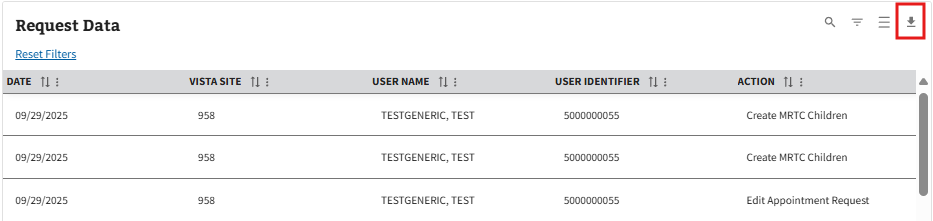 Request Data
Reset Filters
DATE VISTA SITE USER NAME USER IDENTIFIER ACTION
09/29/2025 958 TESTGENERIC, TEST 5000000055 Create MRTC Children
09/29/2025 958 TESTGENERIC, TEST 5000000055 Create MRTC Children
09/29/2025 958 TESTGENERIC, TEST 5000000055 Edit Appointment Request